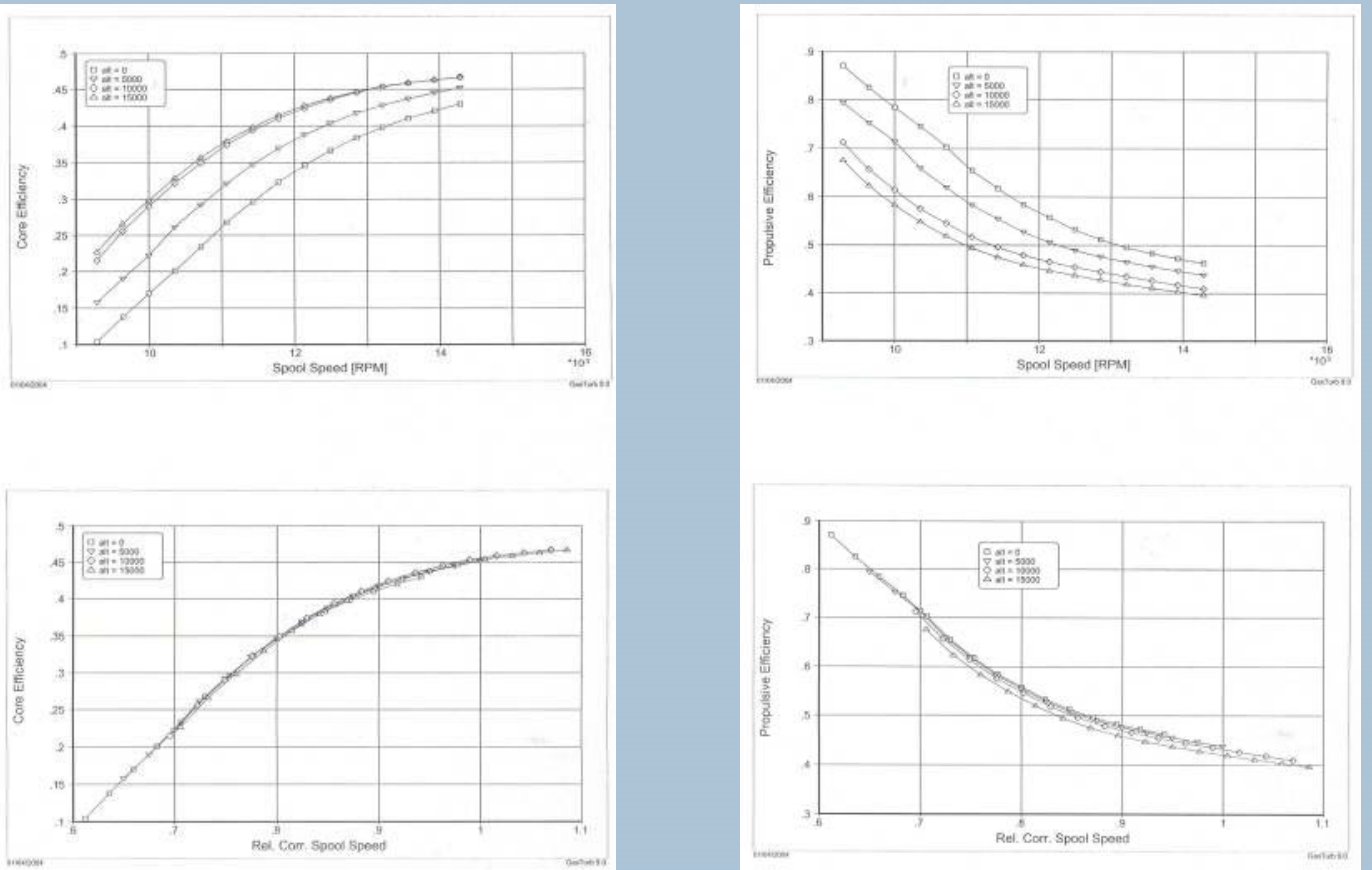 .5
.45
.4
.35
.3
.25
.2
.15
.1
Core Efficiency
alt = 0
alt = 5000
alt = 10000
alt = 15000
10
12
14
16
*10³
Spool Speed [RPM]
GasTurb 9.0
.9
.8
.7
.6
.5
.4
.3
Propulsive Efficiency
alt = 0
alt = 5000
alt = 10000
alt = 15000
10
12
14
16
*10³
Spool Speed [RPM]
GasTurb 9.0
.5
.45
.4
.35
.3
.25
.2
.15
.1
Core Efficiency
alt = 0
alt = 5000
alt = 10000
alt = 15000
.6
.7
.8
.9
1
1.1
Rel. Corr. Spool Speed
GasTurb 9.0
.9
.8
.7
.6
.5
.4
.3
Propulsive Efficiency
alt = 0
alt = 5000
alt = 10000
alt = 15000
.6
.7
.8
.9
1
1.1
Rel. Corr. Spool Speed
GasTurb 9.0